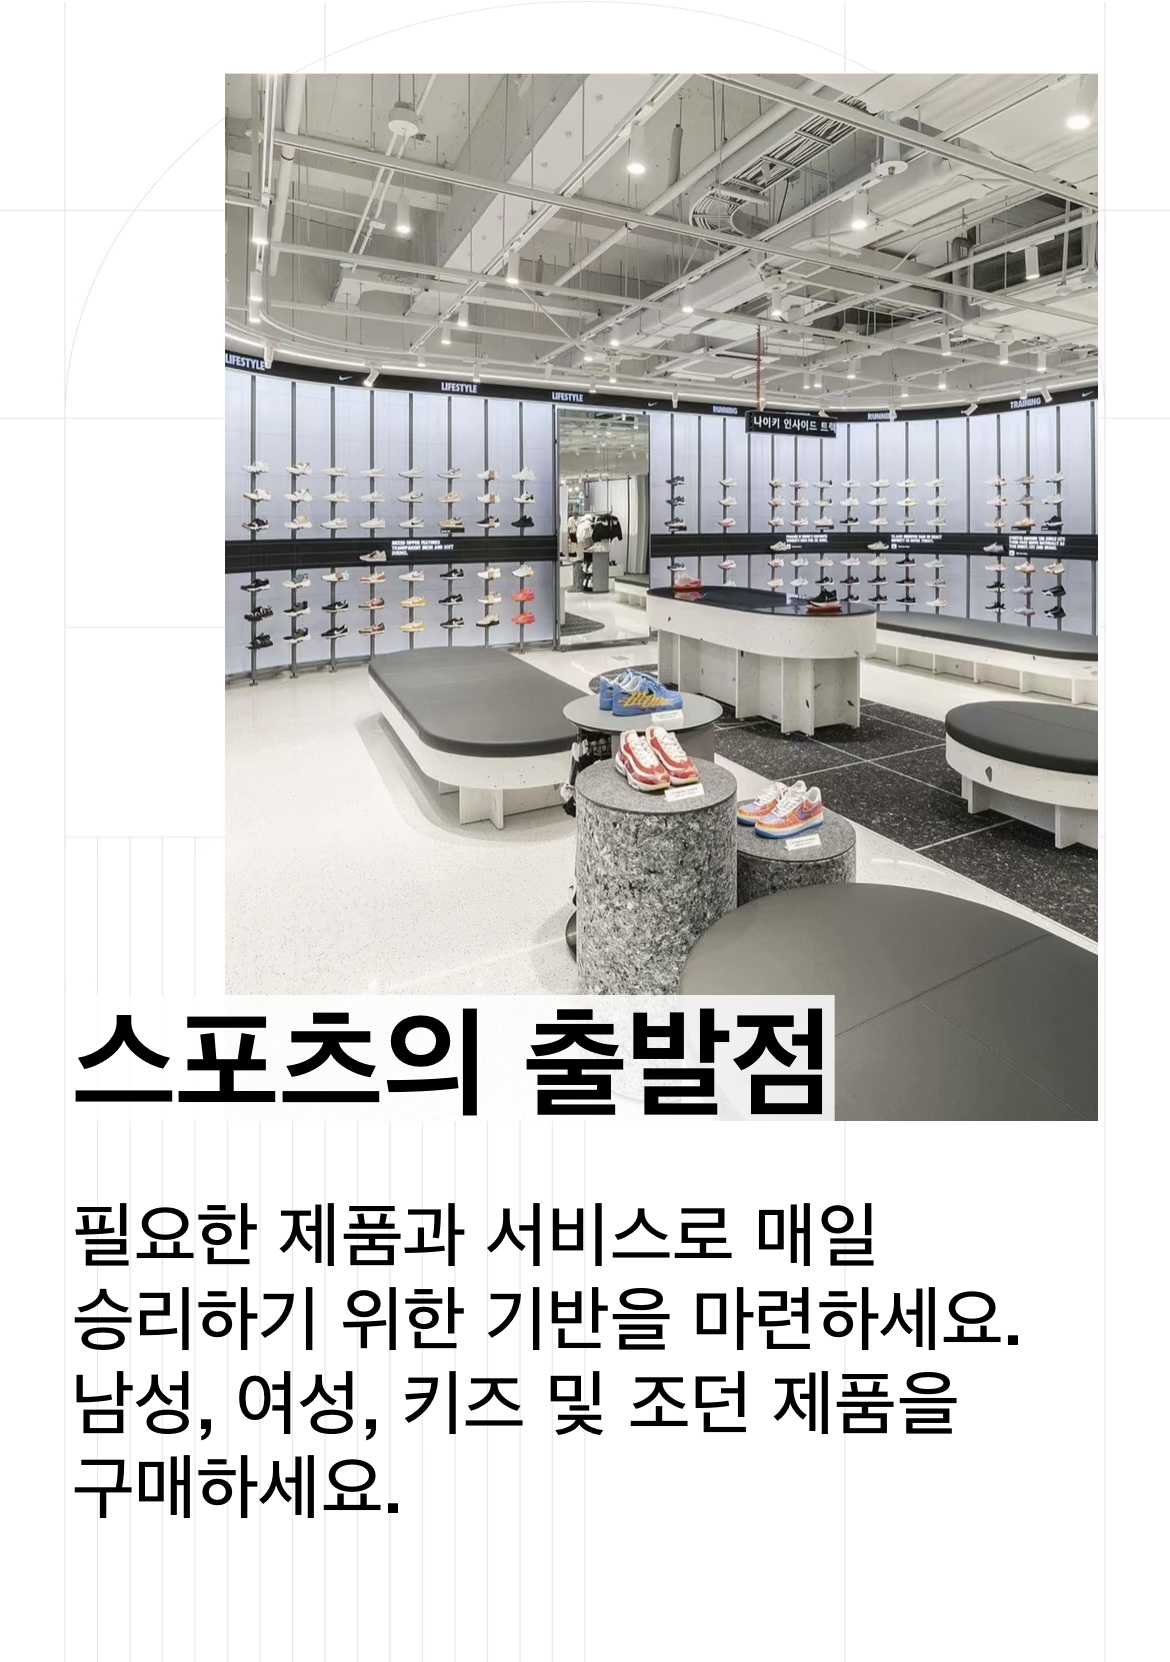 LIFESTYLE
LIFESTYLE
LIFESTYLE
RUNNING
RUNNING
TRAINING
나이키 인사이드 트랙
스포츠의 출발점
필요한 제품과 서비스로 매일
승리하기 위한 기반을 마련하세요.
남성, 여성, 키즈 및 조던 제품을
구매하세요.